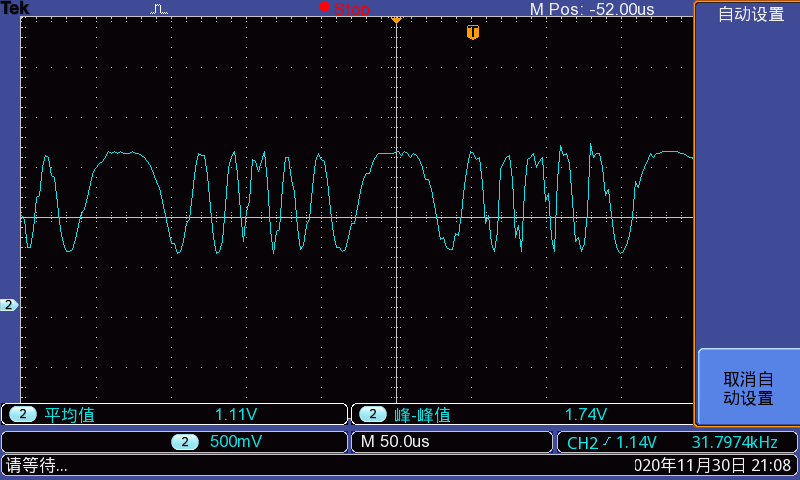 Tek Stop M Pos: -52.00us 自动设置
T
2
取消自
动设置
2 平均值 1.11V 2 峰-峰值 1.74V
2 500mV M 50.0us CH2 1.14V 31.7974kHz
请等待... 020年11月30日 21:08